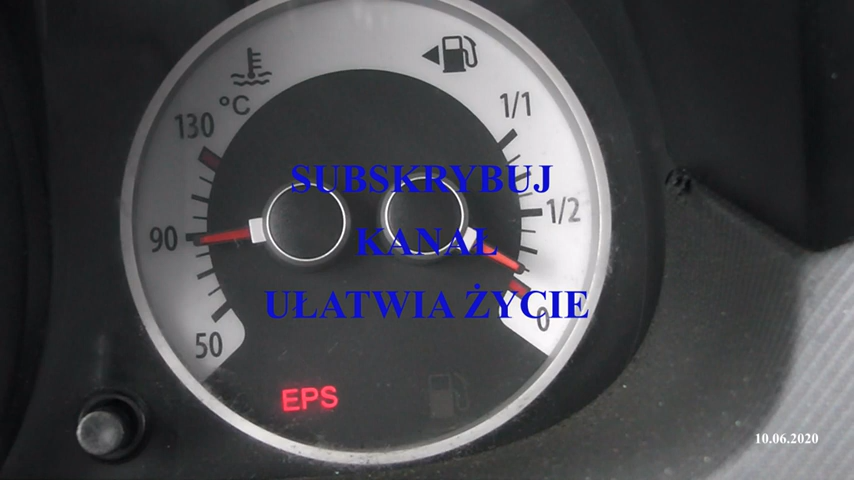 °C
130
1/1
SUBSKRYBUJ
1/2
90
KANAŁ
UŁATWIA ŻYCIE
0
50
EPS
10.06.2020